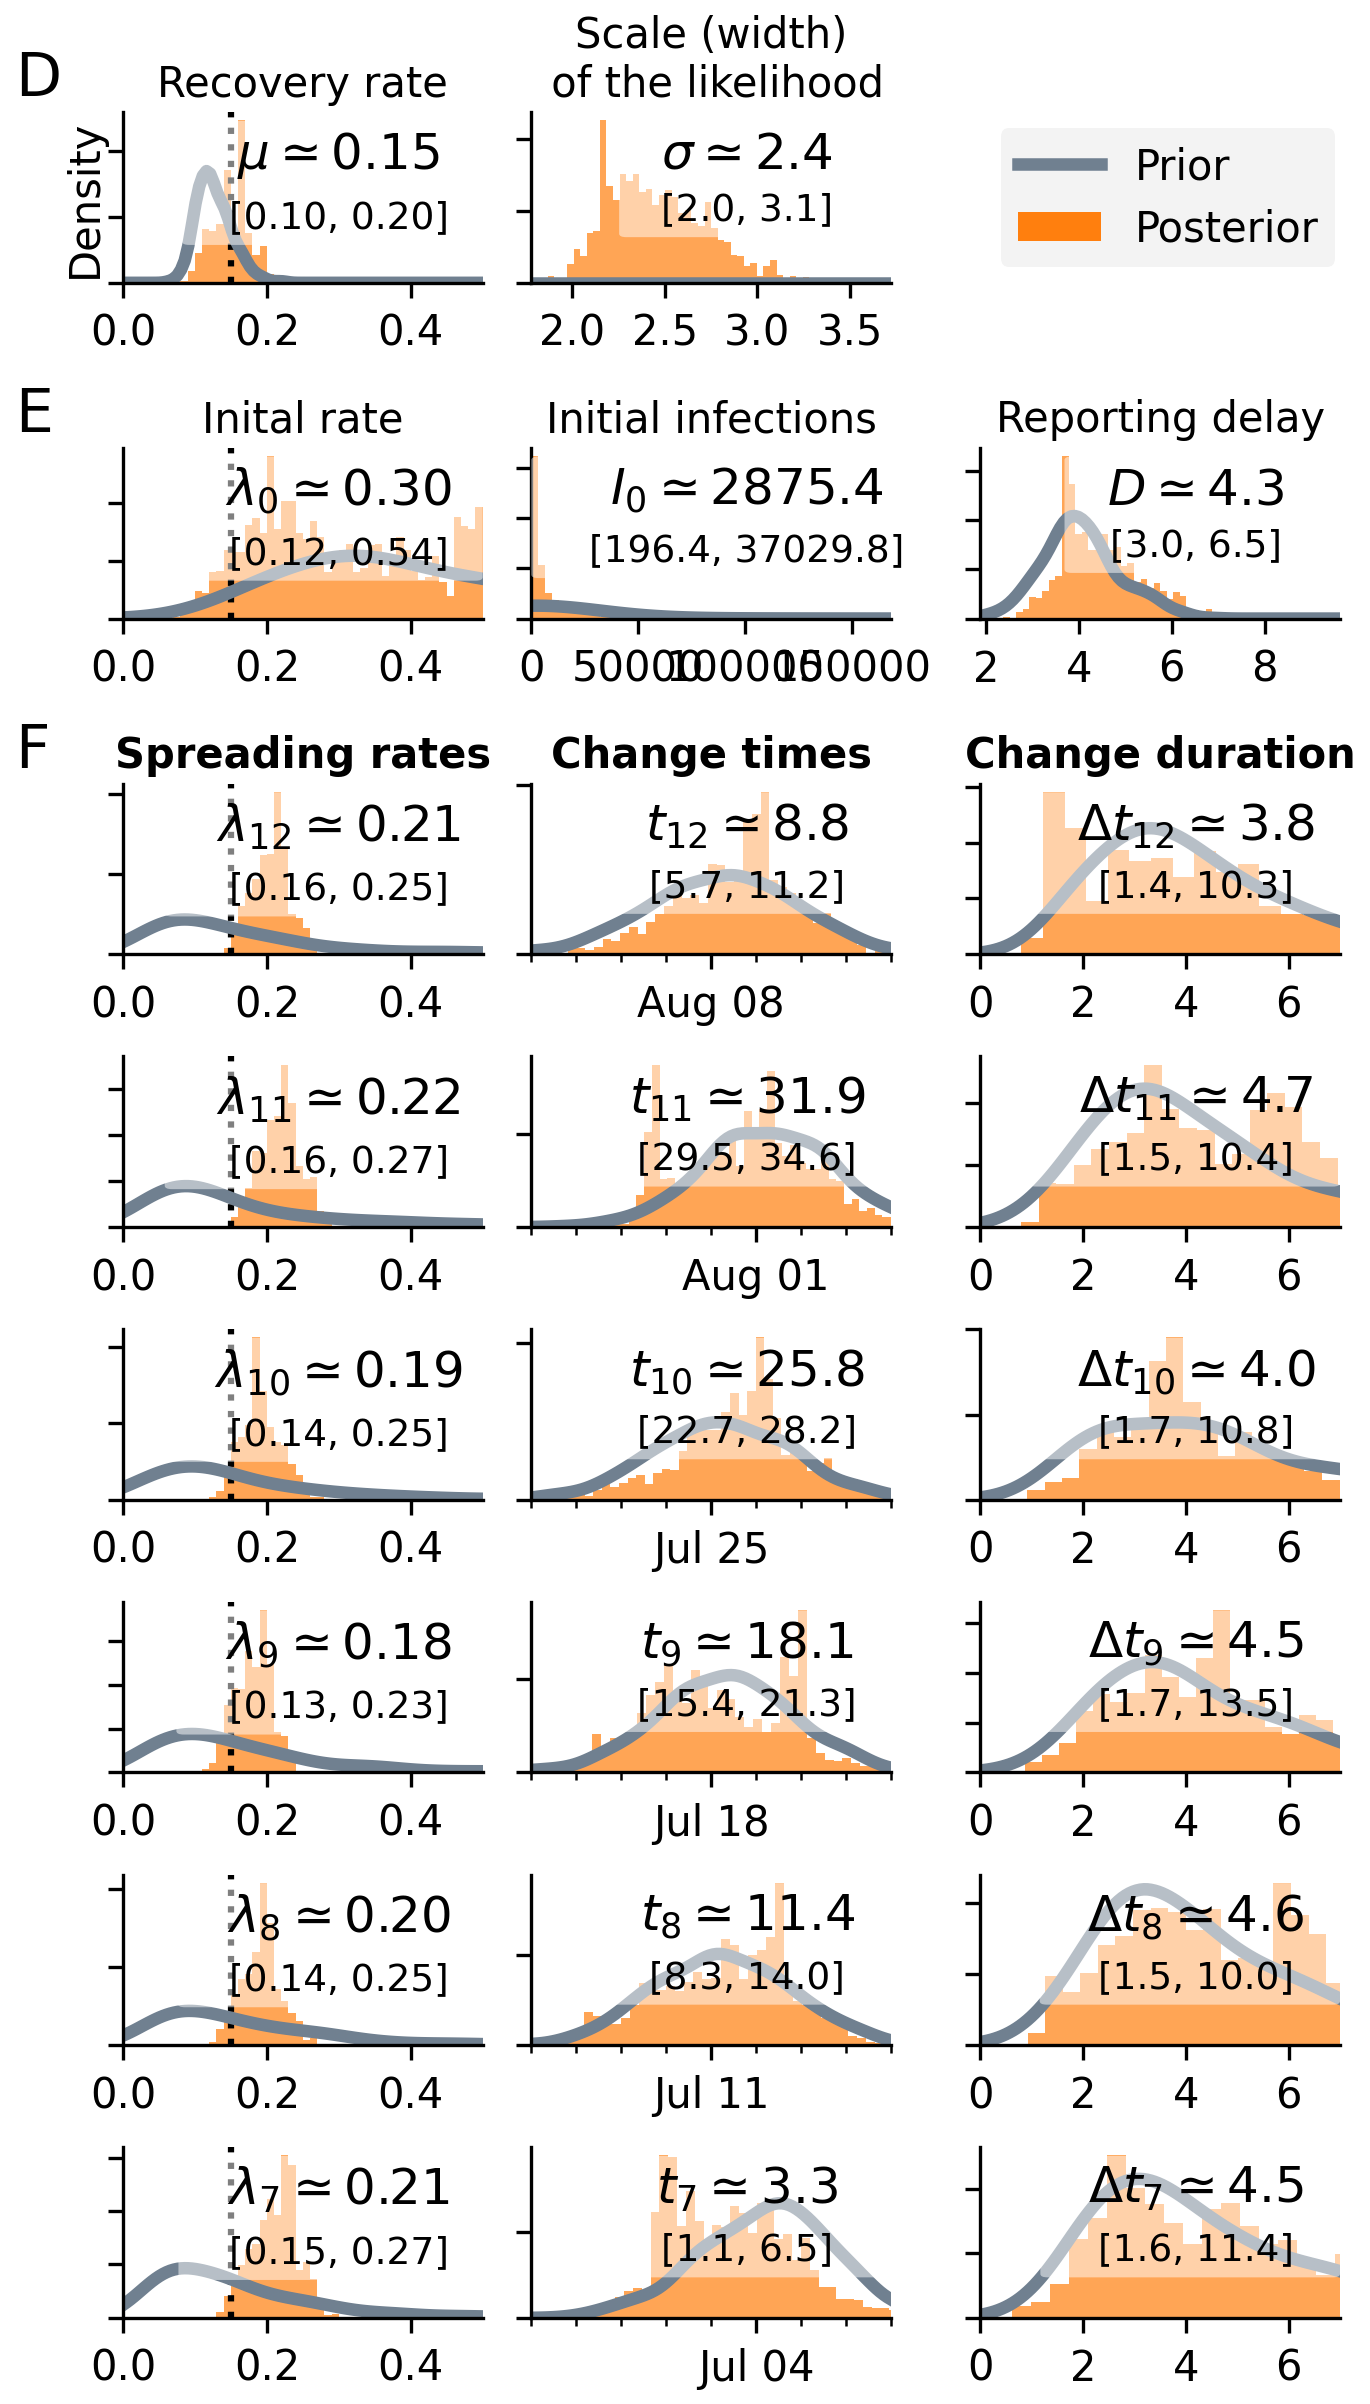 D
Recovery rate
Scale (width)
of the likelihood
Density
μ ≃ 0.15
[0.10, 0.20]
0.0 0.2 0.4
σ ≃ 2.4
[2.0, 3.1]
2.0 2.5 3.0 3.5
Prior
Posterior
E
Inital rate
λ0 ≃ 0.30
[0.12, 0.54]
0.0 0.2 0.4
Initial infections
I0 ≃ 2875.4
[196.4, 37029.8]
0 50000 100000 150000
Reporting delay
D ≃ 4.3
[3.0, 6.5]
2 4 6 8
F
Spreading rates
Change times
Change duration
λ12 ≃ 0.21
[0.16, 0.25]
0.0 0.2 0.4
t12 ≃ 8.8
[5.7, 11.2]
Aug 08
Δt12 ≃ 3.8
[1.4, 10.3]
0 2 4 6
λ11 ≃ 0.22
[0.16, 0.27]
0.0 0.2 0.4
t11 ≃ 31.9
[29.5, 34.6]
Aug 01
Δt11 ≃ 4.7
[1.5, 10.4]
0 2 4 6
λ10 ≃ 0.19
[0.14, 0.25]
0.0 0.2 0.4
t10 ≃ 25.8
[22.7, 28.2]
Jul 25
Δt10 ≃ 4.0
[1.7, 10.8]
0 2 4 6
λ9 ≃ 0.18
[0.13, 0.23]
0.0 0.2 0.4
t9 ≃ 18.1
[15.4, 21.3]
Jul 18
Δt9 ≃ 4.5
[1.7, 13.5]
0 2 4 6
λ8 ≃ 0.20
[0.14, 0.25]
0.0 0.2 0.4
t8 ≃ 11.4
[8.3, 14.0]
Jul 11
Δt8 ≃ 4.6
[1.5, 10.0]
0 2 4 6
λ7 ≃ 0.21
[0.15, 0.27]
0.0 0.2 0.4
t7 ≃ 3.3
[1.1, 6.5]
Jul 04
Δt7 ≃ 4.5
[1.6, 11.4]
0 2 4 6